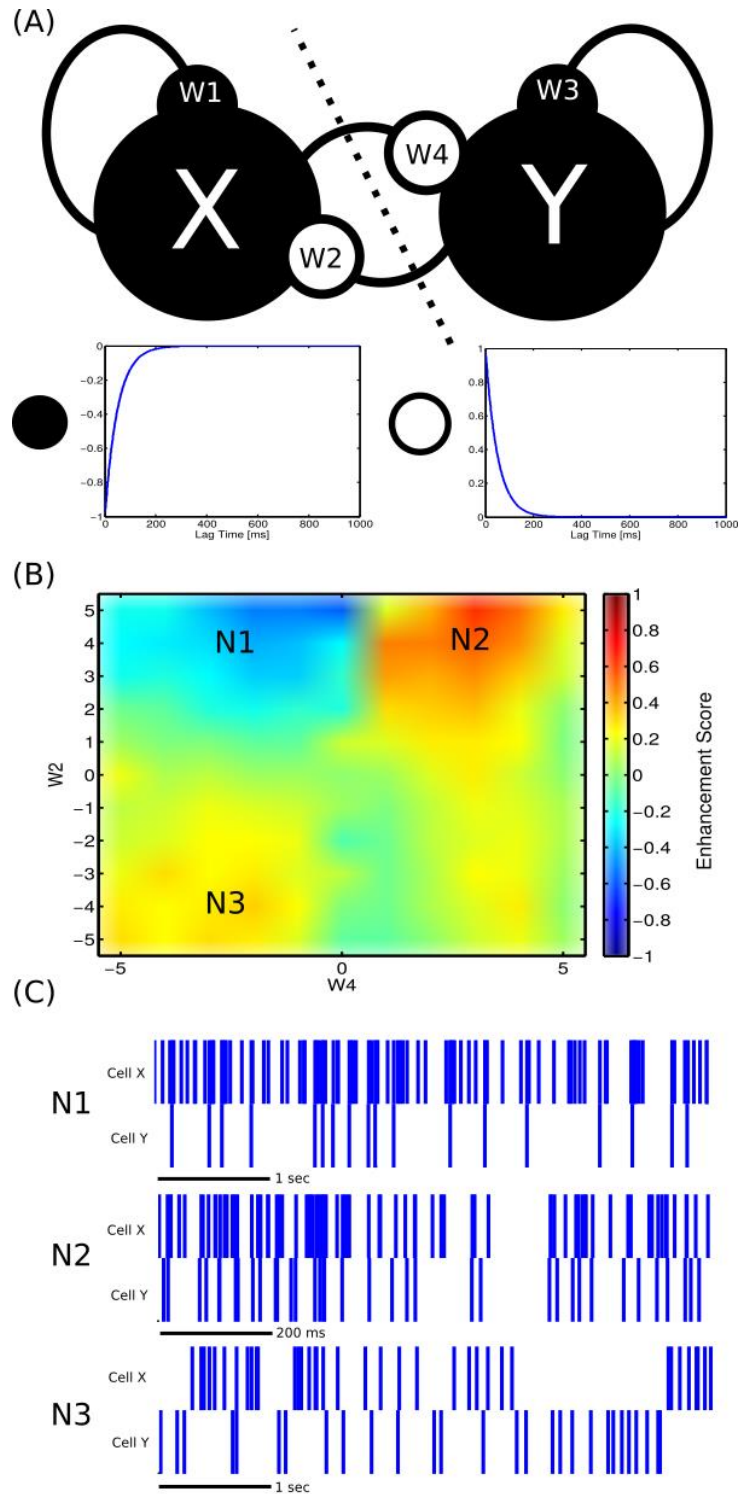 (A)
W1
W3
W4
X
Y
W2
0
−0.2
−0.4
−0.6
−0.8
−1
0 200 400 600 800 1000
Lag Time [ms]
1
0.8
0.6
0.4
0.2
0
0 200 400 600 800 1000
Lag Time [ms]
(B)
5
4
3
2
1
0
−1
−2
−3
−4
−5
W2
N1
N2
N3
−5 0 5
W4
1
0.8
0.6
0.4
0.2
0
−0.2
−0.4
−0.6
−0.8
−1
Enhancement Score
(C)
N1
Cell X
Cell Y
1 sec
N2
Cell X
Cell Y
200 ms
N3
Cell X
Cell Y
1 sec